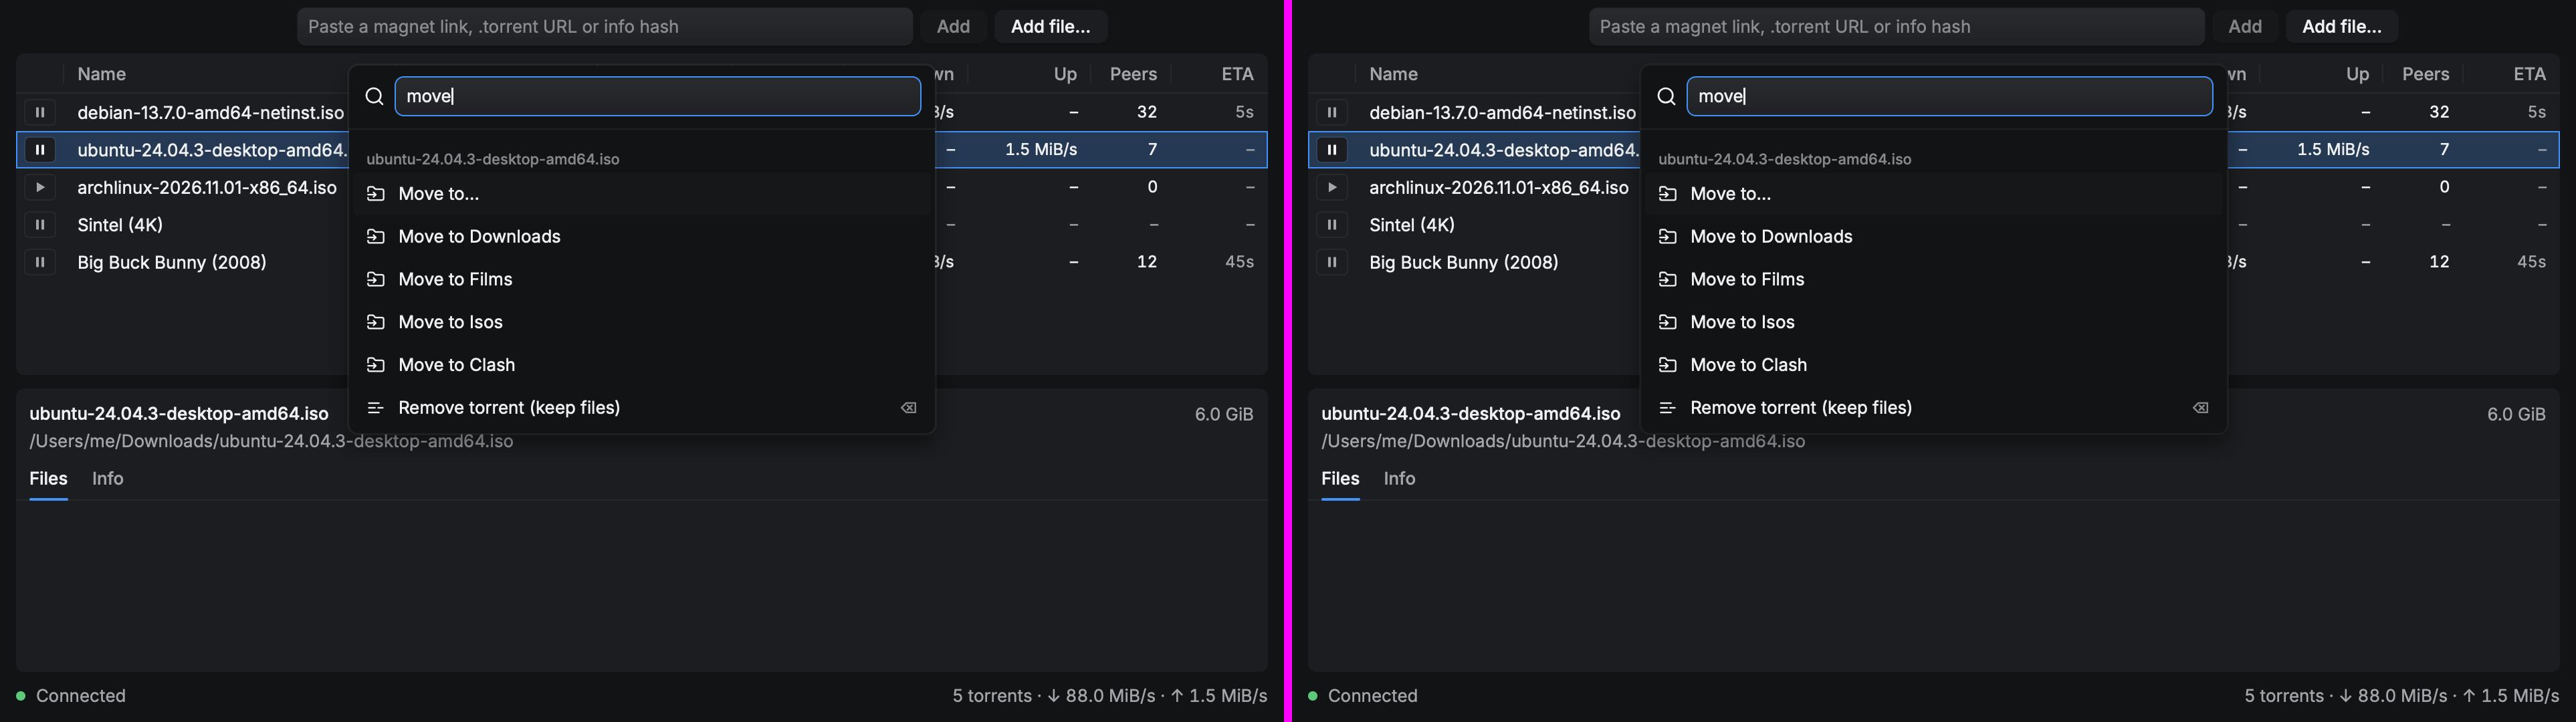 Paste a magnet link, .torrent URL or info hash Add Add file...
Name Up Peers ETA
move
debian-13.7.0-amd64-netinst.iso – 32 5s
ubuntu-24.04.3-desktop-amd64. – 1.5 MiB/s 7 –
ubuntu-24.04.3-desktop-amd64.iso
archlinux-2026.11.01-x86_64.iso – – 0 –
Move to...
Sintel (4K) – – – –
Move to Downloads
Big Buck Bunny (2008) – 12 45s
Move to Films
Move to Isos
Move to Clash
Remove torrent (keep files)
ubuntu-24.04.3-desktop-amd64.iso 6.0 GiB
/Users/me/Downloads/ubuntu-24.04.3-desktop-amd64.iso
Files Info
Connected 5 torrents · ↓ 88.0 MiB/s · ↑ 1.5 MiB/s
Paste a magnet link, .torrent URL or info hash Add Add file...
Name Up Peers ETA
move
debian-13.7.0-amd64-netinst.iso – 32 5s
ubuntu-24.04.3-desktop-amd64. – 1.5 MiB/s 7 –
ubuntu-24.04.3-desktop-amd64.iso
archlinux-2026.11.01-x86_64.iso – – 0 –
Move to...
Sintel (4K) – – – –
Move to Downloads
Big Buck Bunny (2008) – 12 45s
Move to Films
Move to Isos
Move to Clash
Remove torrent (keep files)
ubuntu-24.04.3-desktop-amd64.iso 6.0 GiB
/Users/me/Downloads/ubuntu-24.04.3-desktop-amd64.iso
Files Info
Connected 5 torrents · ↓ 88.0 MiB/s · ↑ 1.5 MiB/s